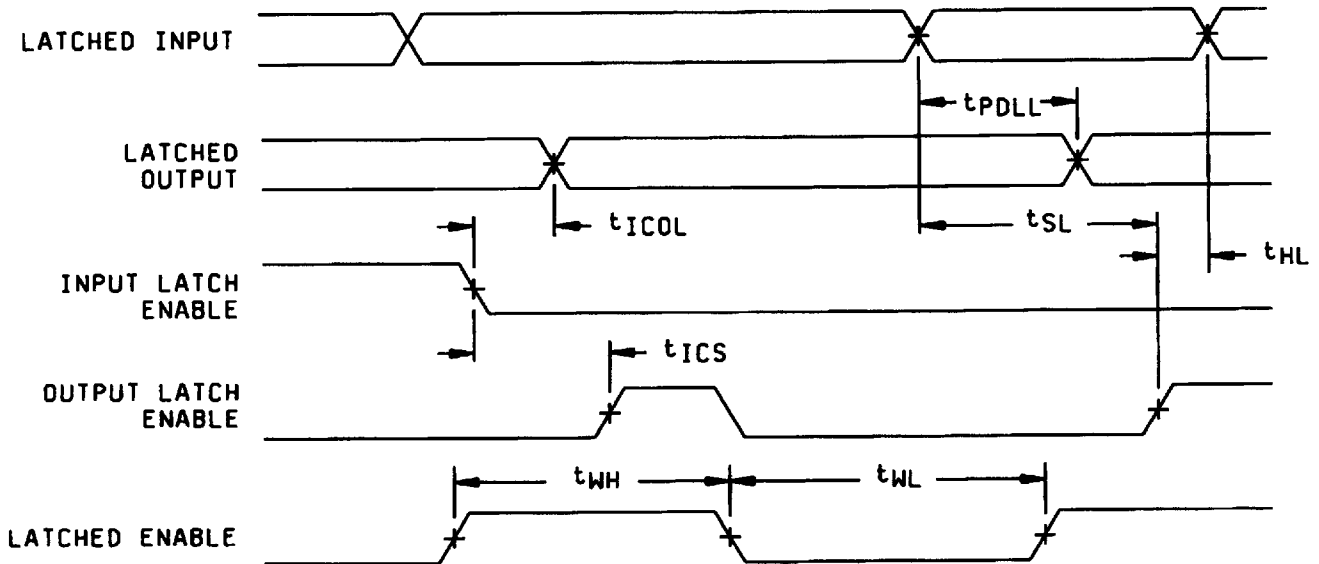 LATCHED INPUT
tPDLL
LATCHED
OUTPUT
tICOL
tSL
tHL
INPUT LATCH
ENABLE
tICS
OUTPUT LATCH
ENABLE
tWH
tWL
LATCHED ENABLE